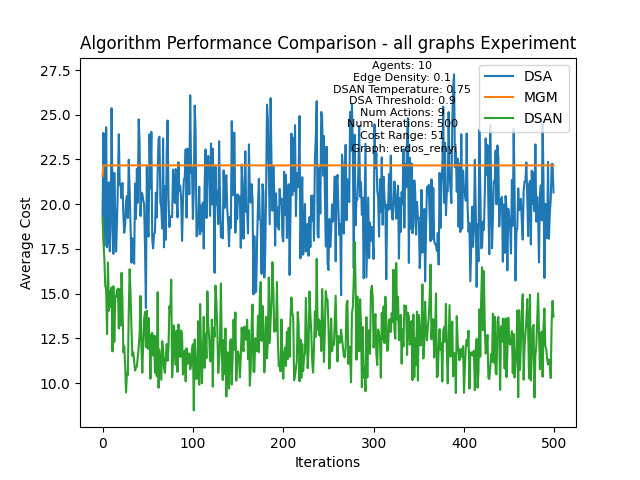 Algorithm Performance Comparison - all graphs Experiment
Agents: 10
Edge Density: 0.1
DSAN Temperature: 0.75
DSA Threshold: 0.9
Num Actions: 9
Num Iterations: 500
Cost Range: 51
Graph: erdos_renyi
DSA
MGM
DSAN
27.5
25.0
22.5
20.0
17.5
15.0
12.5
10.0
Average Cost
0 100 200 300 400 500
Iterations